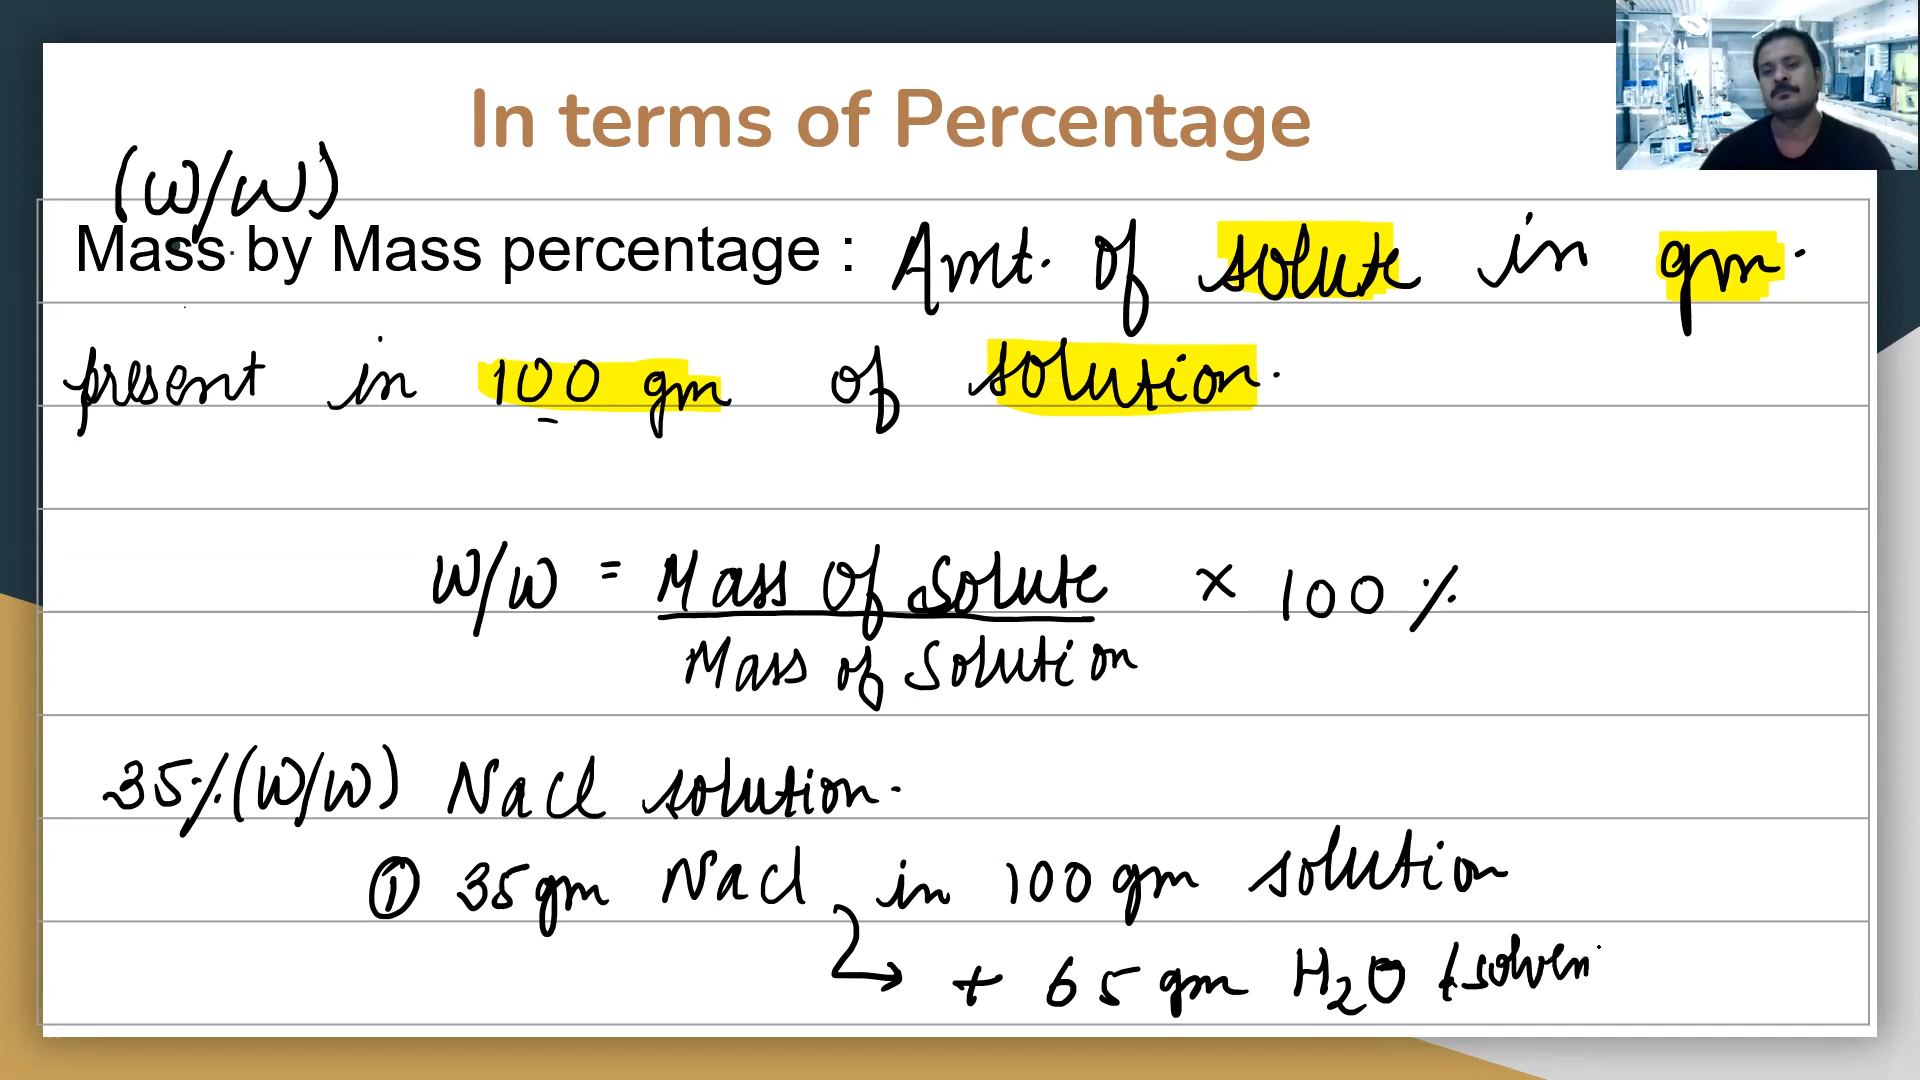 In terms of Percentage
(W/W)
Mass by Mass percentage : Amt. of solute in gm.
present in 100 gm of solution.
W/W = Mass of Solute × 100 %
Mass of Solution
35% (W/W) NaCl solution.
① 35 gm NaCl in 100 gm solution
+ 65 gm H₂O (solven